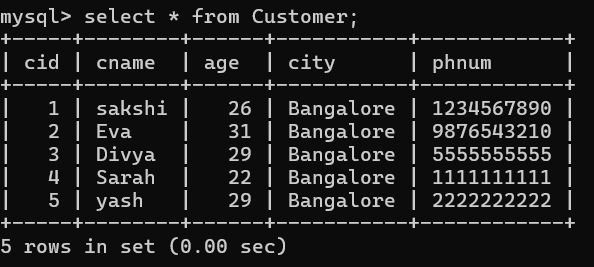 mysql> select * from Customer;
+-----+--------+-----+-----------+------------+
| cid | cname  | age | city      | phnum      |
+-----+--------+-----+-----------+------------+
|   1 | sakshi |  26 | Bangalore | 1234567890 |
|   2 | Eva    |  31 | Bangalore | 9876543210 |
|   3 | Divya  |  29 | Bangalore | 5555555555 |
|   4 | Sarah  |  22 | Bangalore | 1111111111 |
|   5 | yash   |  29 | Bangalore | 2222222222 |
+-----+--------+-----+-----------+------------+
5 rows in set (0.00 sec)